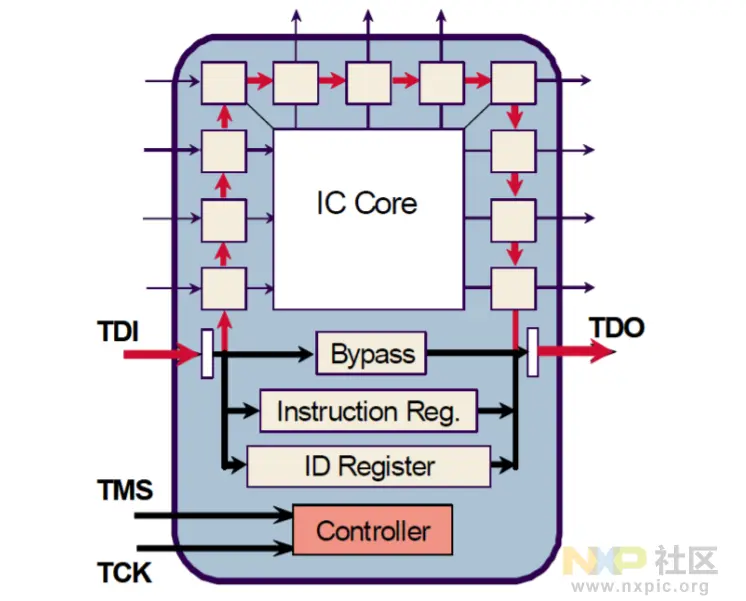 IC Core
TDI
TDO
Bypass
Instruction Reg.
ID Register
TMS
Controller
TCK
NXP 社区
www.nxpic.org